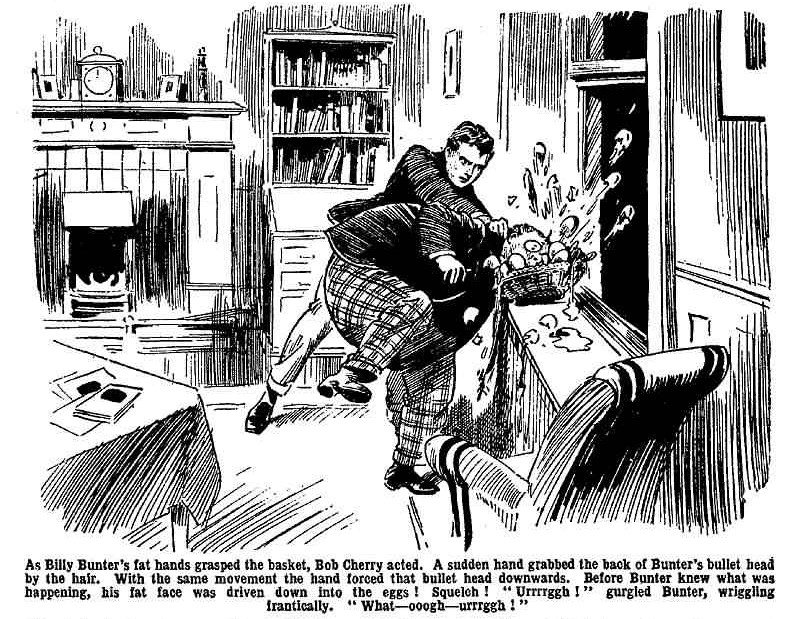 As Billy Bunter's fat hands grasped the basket, Bob Cherry acted. A sudden hand grabbed the back of Bunter's bullet head
by the hair. With the same movement the hand forced that bullet head downwards. Before Bunter knew what was
happening, his fat face was driven down into the eggs ! Squelch ! " Urrrrggh ! " gurgled Bunter, wriggling
frantically. " What—ooogh—urrrggh ! "